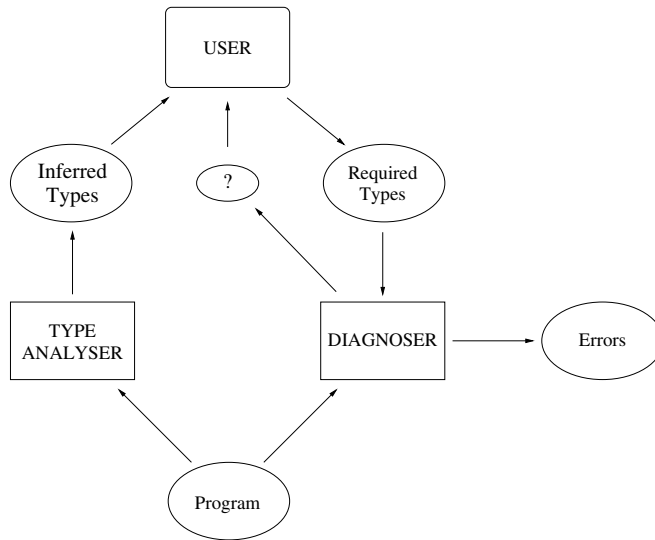 USER
Inferred
Types
?
Required
Types
TYPE
ANALYSER
DIAGNOSER
Errors
Program